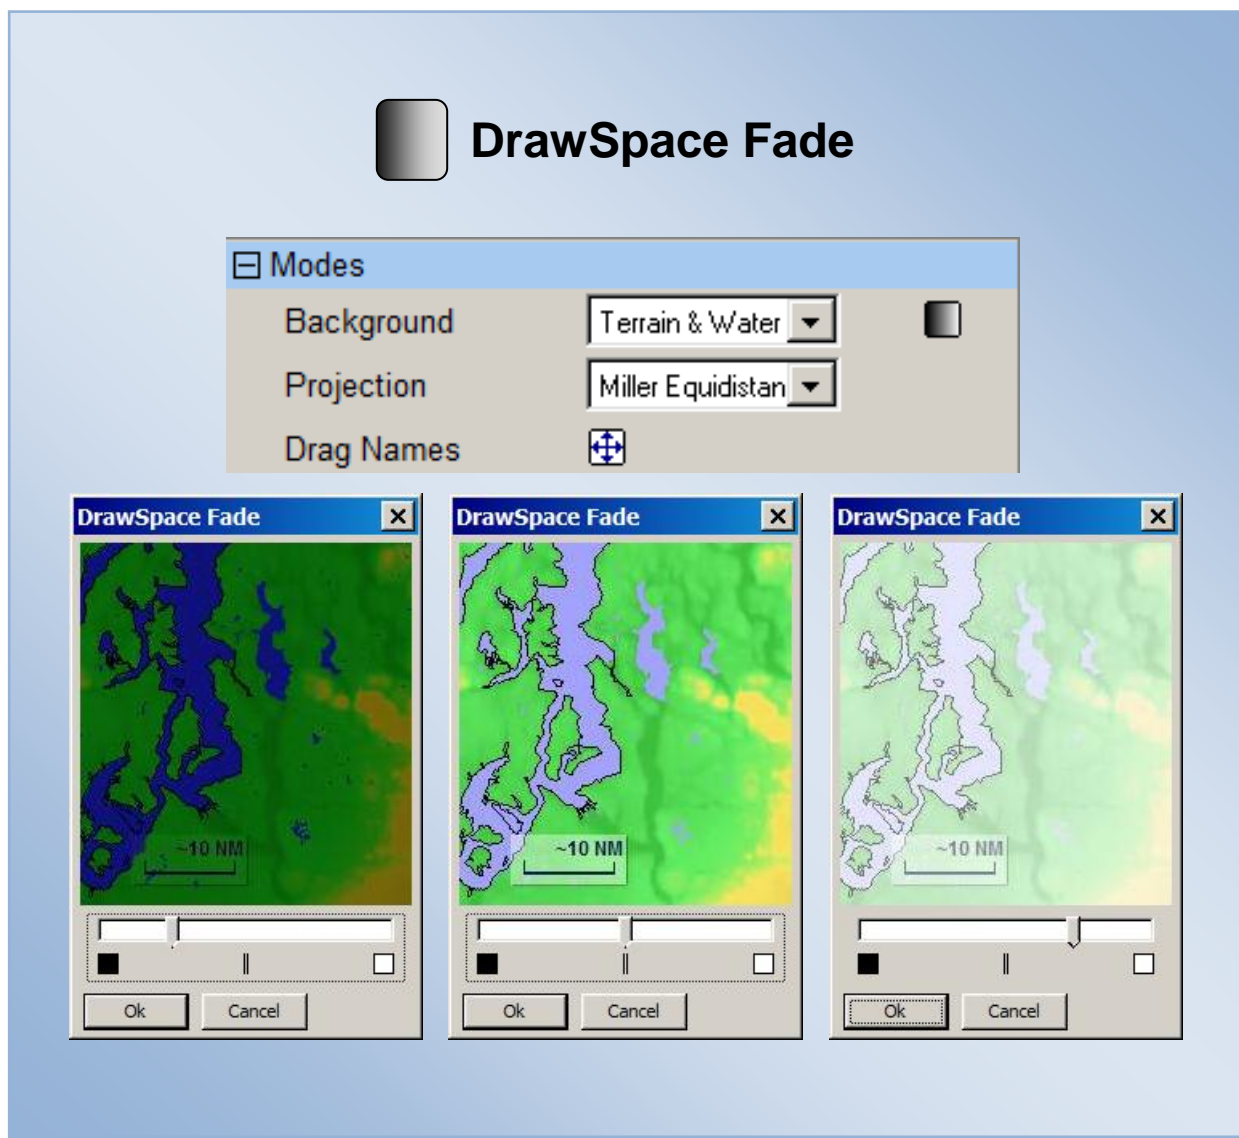 DrawSpace Fade
Modes
Background Terrain & Water
Projection Miller Equidistan
Drag Names
DrawSpace Fade
~10 NM
Ok Cancel
DrawSpace Fade
~10 NM
Ok Cancel
DrawSpace Fade
~10 NM
Ok Cancel